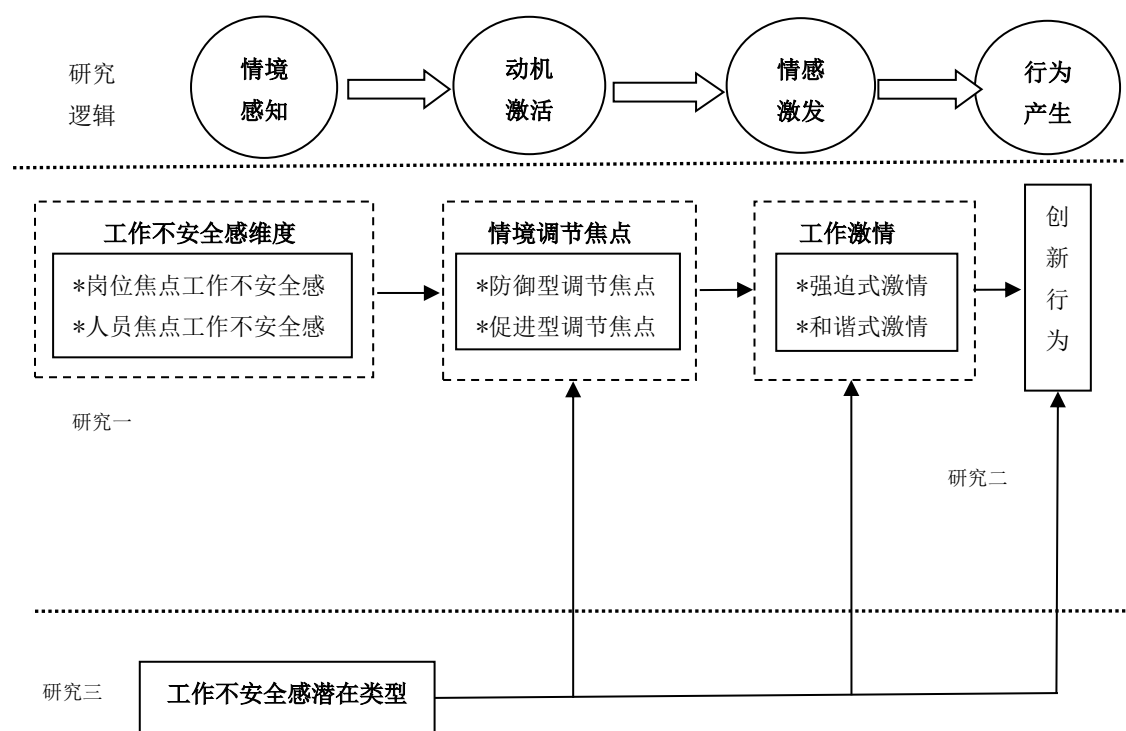 研究
逻辑
情境
感知
动机
激活
情感
激发
行为
产生
工作不安全感维度
*岗位焦点工作不安全感
*人员焦点工作不安全感
情境调节焦点
*防御型调节焦点
*促进型调节焦点
工作激情
*强迫式激情
*和谐式激情
创
新
行
为
研究一
研究二
研究三
工作不安全感潜在类型